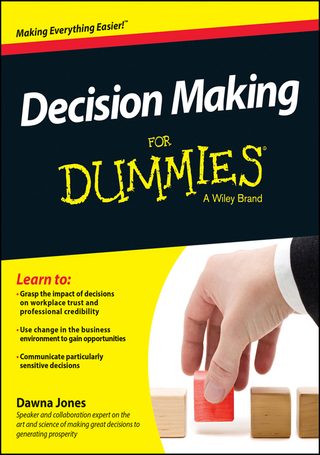 Making Everything Easier!™
Decision Making
FOR
DUMMIES®
A Wiley Brand
Learn to:
• Grasp the impact of decisions
on workplace trust and
professional credibility
• Use change in the business
environment to gain opportunities
• Communicate particularly
sensitive decisions
Dawna Jones
Speaker and collaboration expert on the
art and science of making great decisions to
generating prosperity